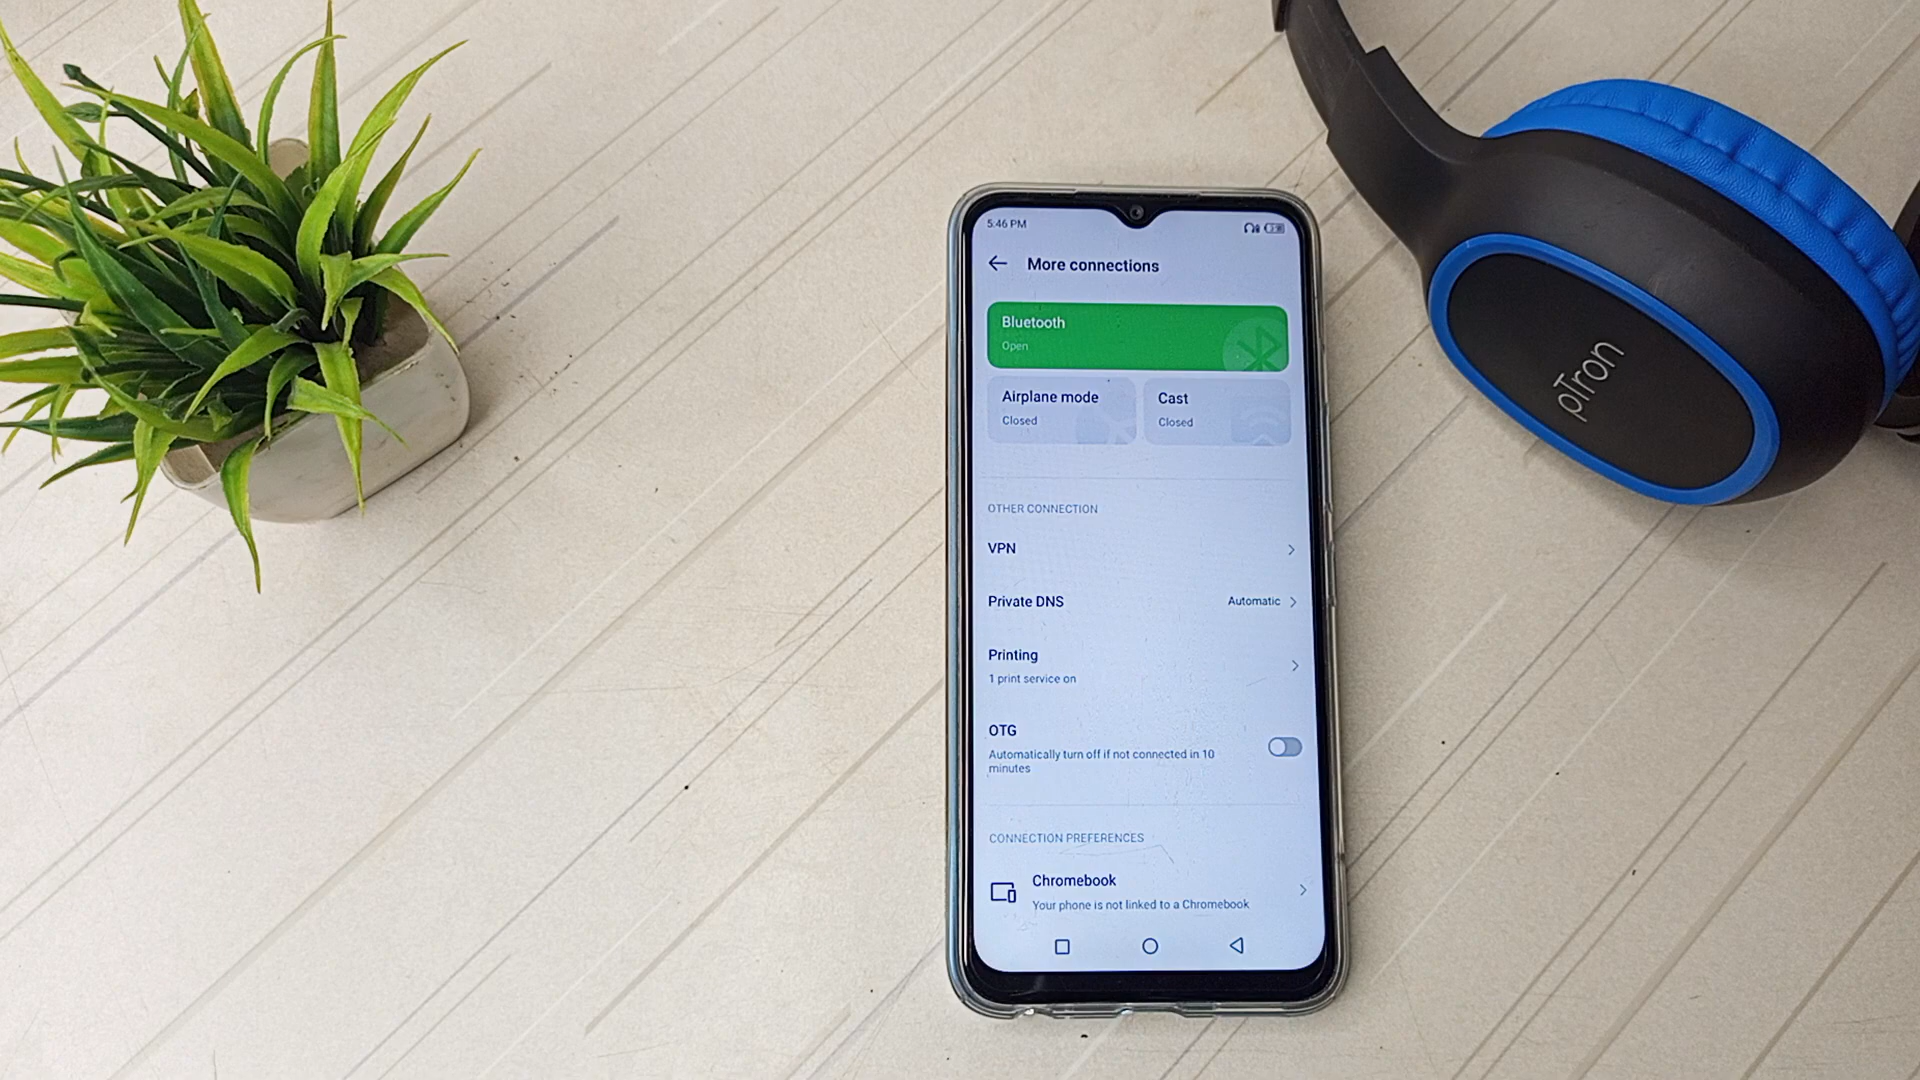 5:46 PM
More connections
Bluetooth
Open
Airplane mode
Closed
Cast
Closed
OTHER CONNECTION
VPN
Private DNS
Automatic
Printing
1 print service on
OTG
Automatically turn off if not connected in 10
minutes
CONNECTION PREFERENCES
Chromebook
Your phone is not linked to a Chromebook
pTron